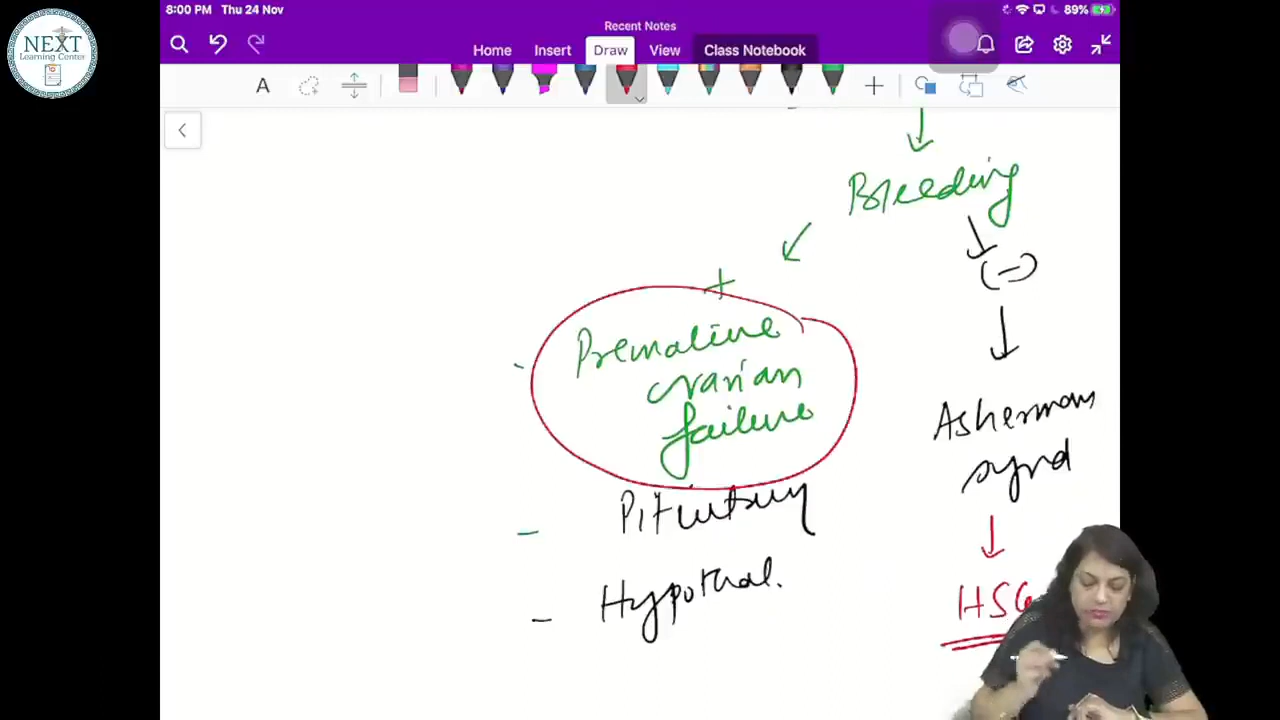 8:00 PM Thu 24 Nov
89%
NEXT
Learning Center
Recent Notes
Home Insert Draw View Class Notebook
A
Bleeding
(-)
+
Premature
ovarian
failure
Ashermans
synd
- Pituitary
- Hypothal.
HSG